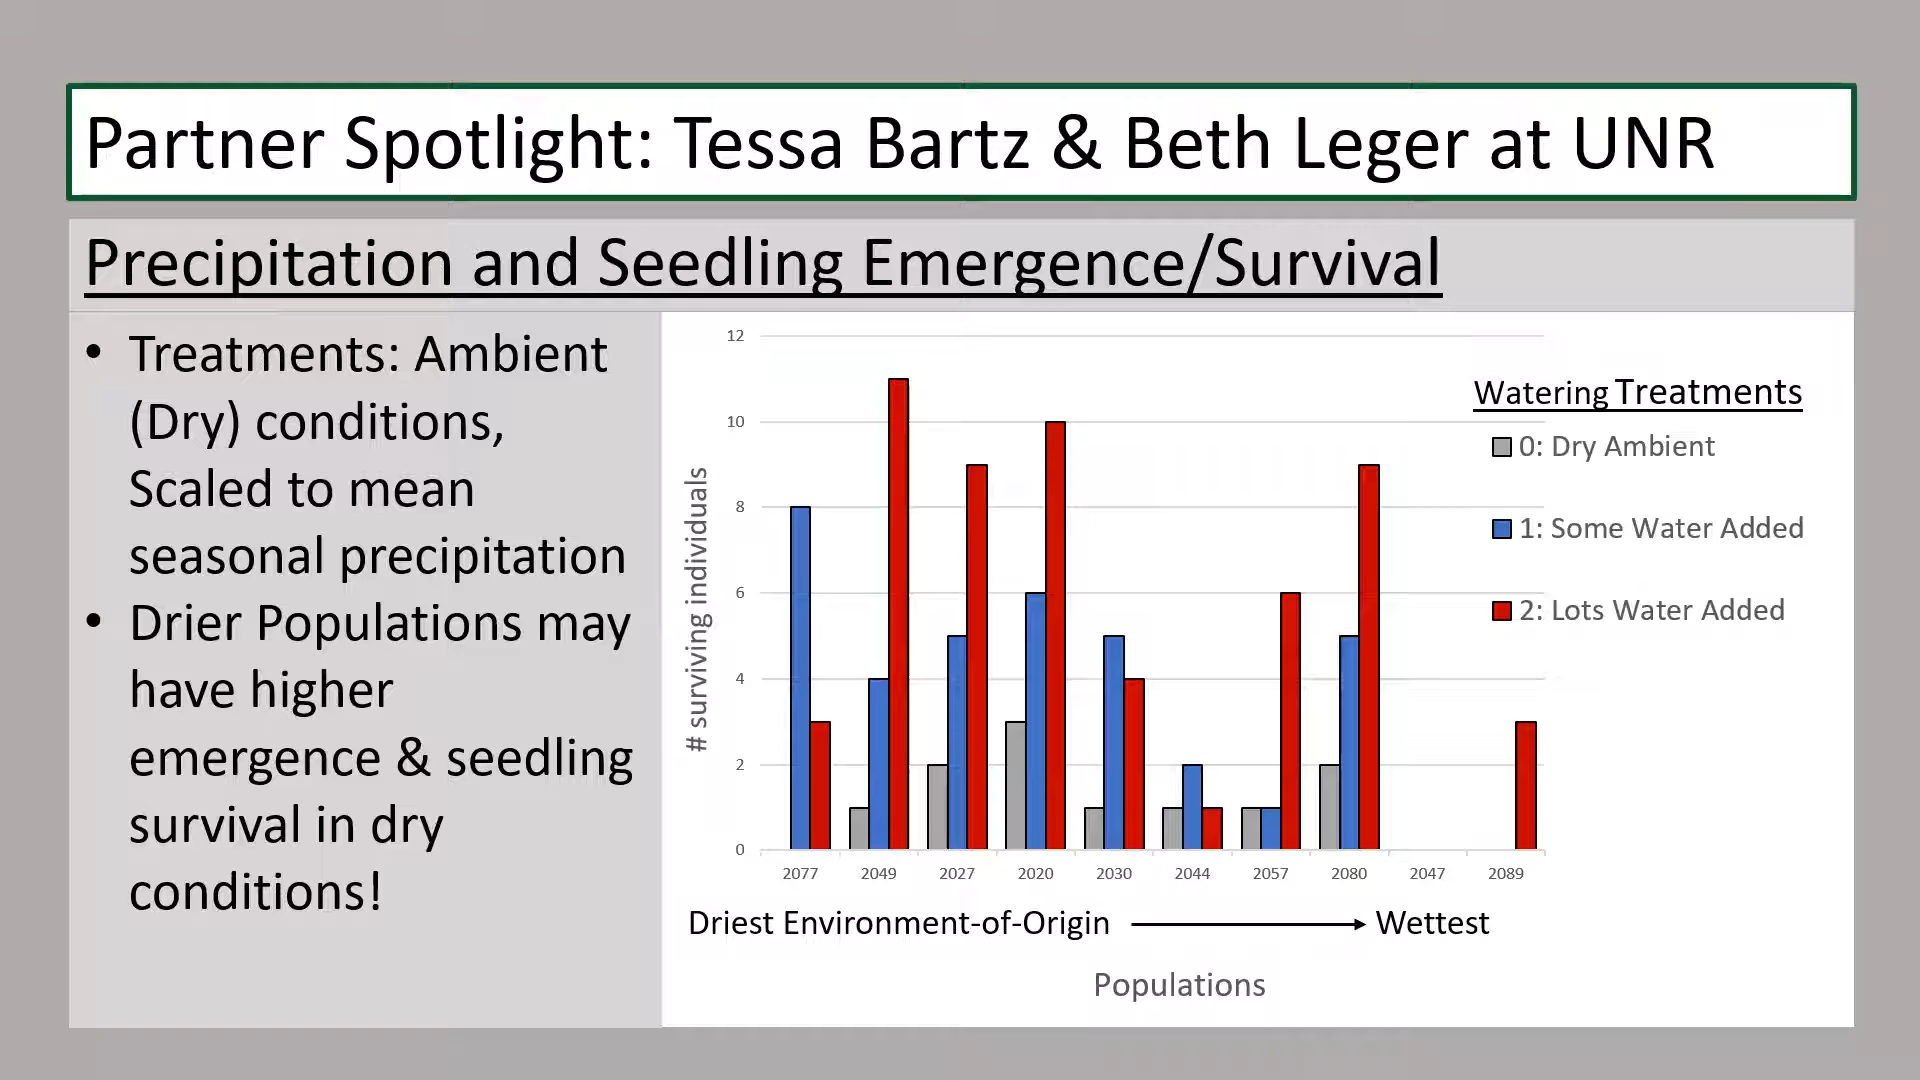 Partner Spotlight: Tessa Bartz & Beth Leger at UNR
Precipitation and Seedling Emergence/Survival
• Treatments: Ambient
(Dry) conditions,
Scaled to mean
seasonal precipitation
• Drier Populations may
have higher
emergence & seedling
survival in dry
conditions!
# surviving individuals
12
10
8
6
4
2
0
2077 2049 2027 2020 2030 2044 2057 2080 2047 2089
Driest Environment-of-Origin Wettest
Populations
Watering Treatments
0: Dry Ambient
1: Some Water Added
2: Lots Water Added